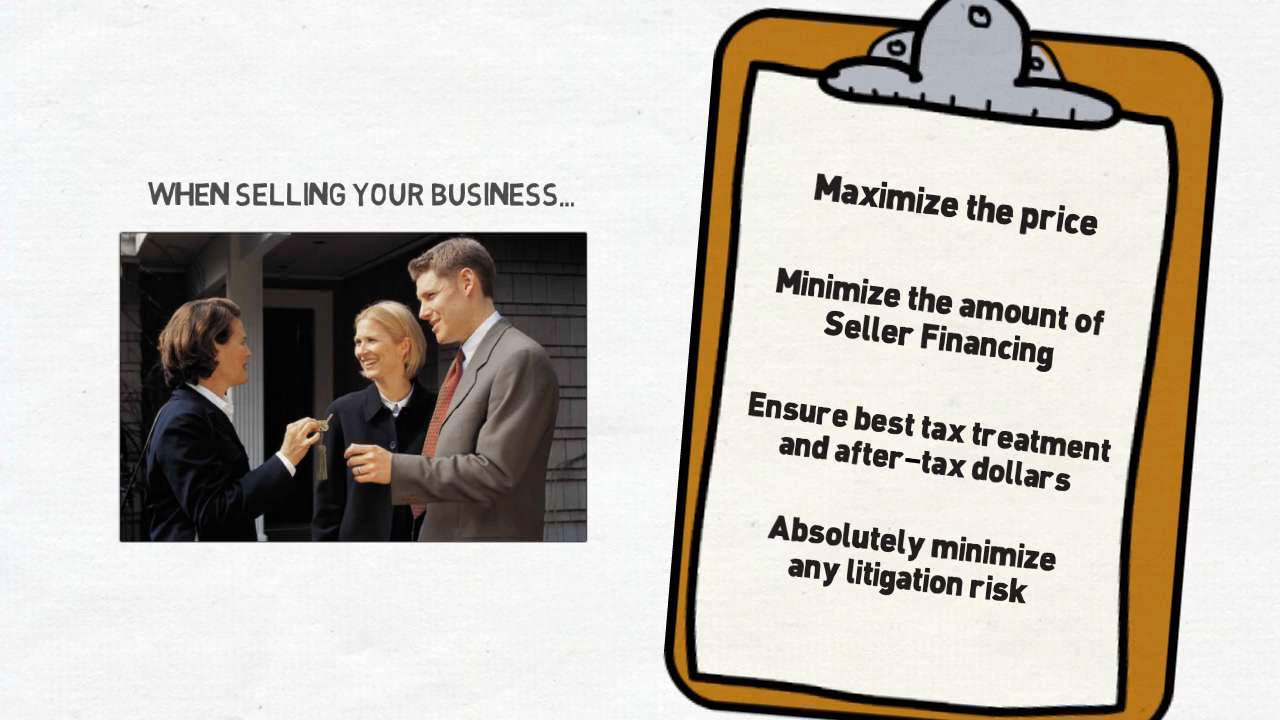 WHEN SELLING YOUR BUSINESS...
Maximize the price
Minimize the amount of
Seller Financing
Ensure best tax treatment
and after-tax dollars
Absolutely minimize
any litigation risk